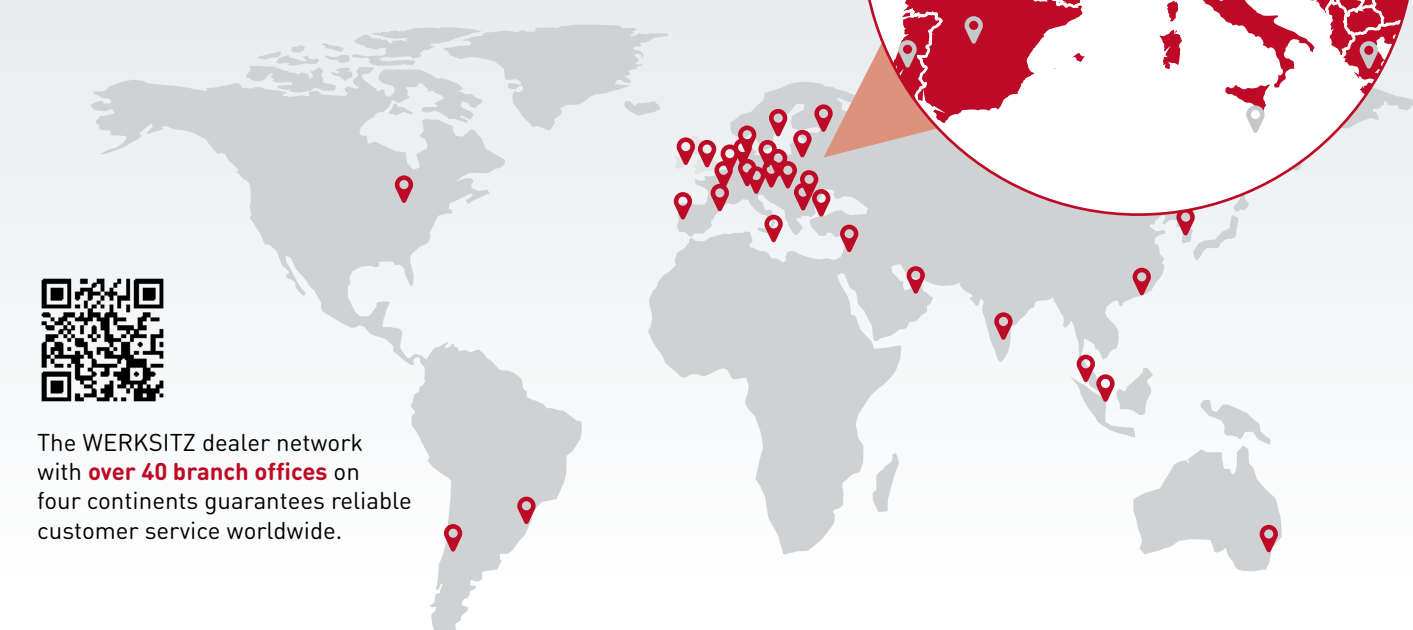 The WERKSITZ dealer network
with over 40 branch offices on
four continents guarantees reliable
customer service worldwide.